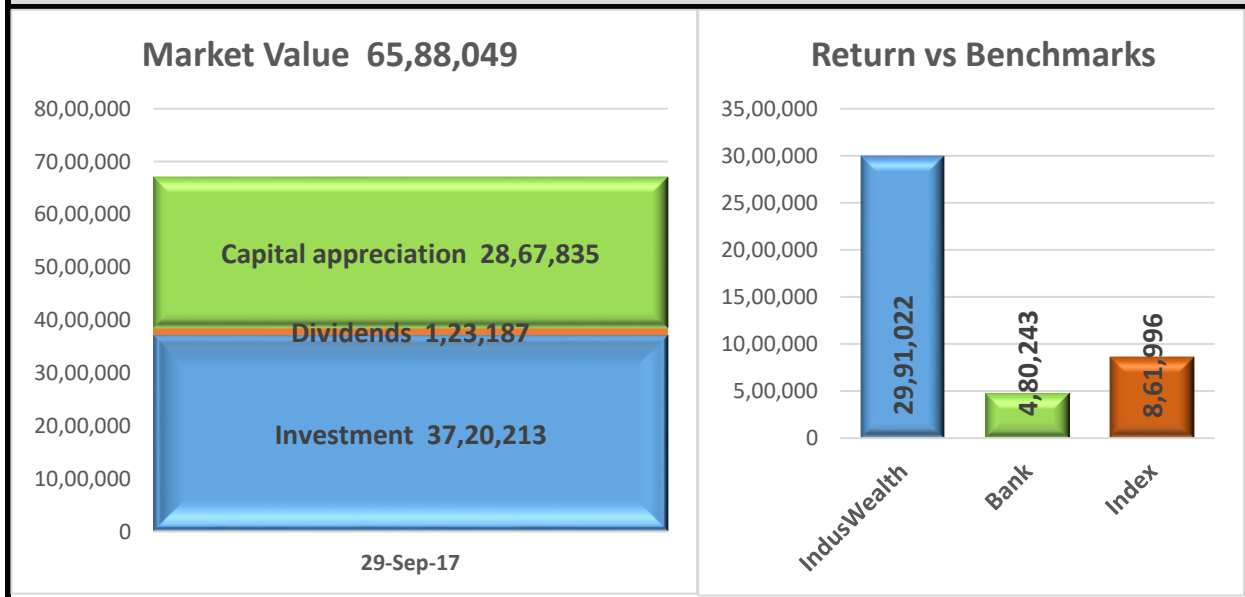 Market Value 65,88,049
80,00,000
70,00,000
60,00,000
50,00,000
40,00,000
30,00,000
20,00,000
10,00,000
0
Capital appreciation 28,67,835
Dividends 1,23,187
Investment 37,20,213
29-Sep-17
Return vs Benchmarks
35,00,000
30,00,000
25,00,000
20,00,000
15,00,000
10,00,000
5,00,000
0
29,91,022
4,80,243
8,61,996
IndusWealth
Bank
Index